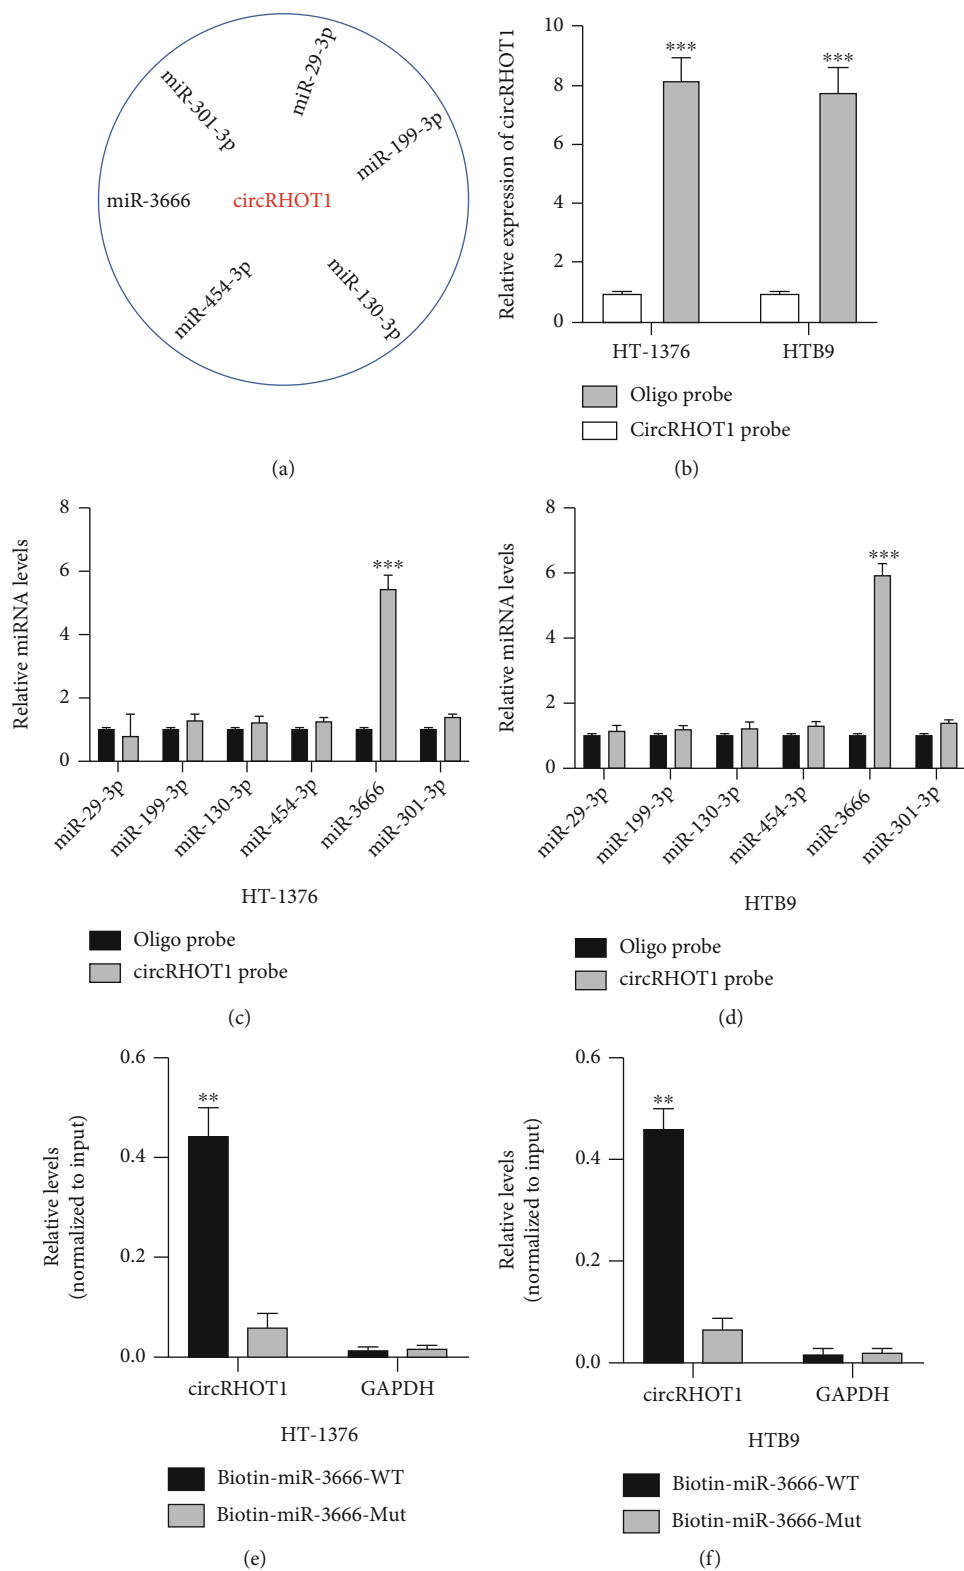 miR-29-3p
miR-301-3p
miR-199-3p
miR-3666
circRHOT1
miR-454-3p
miR-130-3p
(a)
Relative expression of circRHOT1
10
8
6
4
2
0
***
***
HT-1376
HTB9
Oligo probe
CircRHOT1 probe
(b)
Relative miRNA levels
8
6
4
2
0
***
miR-29-3p
miR-199-3p
miR-130-3p
miR-454-3p
miR-3666
miR-301-3p
HT-1376
Oligo probe
circRHOT1 probe
(c)
Relative miRNA levels
8
6
4
2
0
***
miR-29-3p
miR-199-3p
miR-130-3p
miR-454-3p
miR-3666
miR-301-3p
HTB9
Oligo probe
circRHOT1 probe
(d)
Relative levels
(normalized to input)
0.6
0.4
0.2
0.0
**
circRHOT1
GAPDH
HT-1376
Biotin-miR-3666-WT
Biotin-miR-3666-Mut
(e)
Relative levels
(normalized to input)
0.6
0.4
0.2
0.0
**
circRHOT1
GAPDH
HTB9
Biotin-miR-3666-WT
Biotin-miR-3666-Mut
(f)